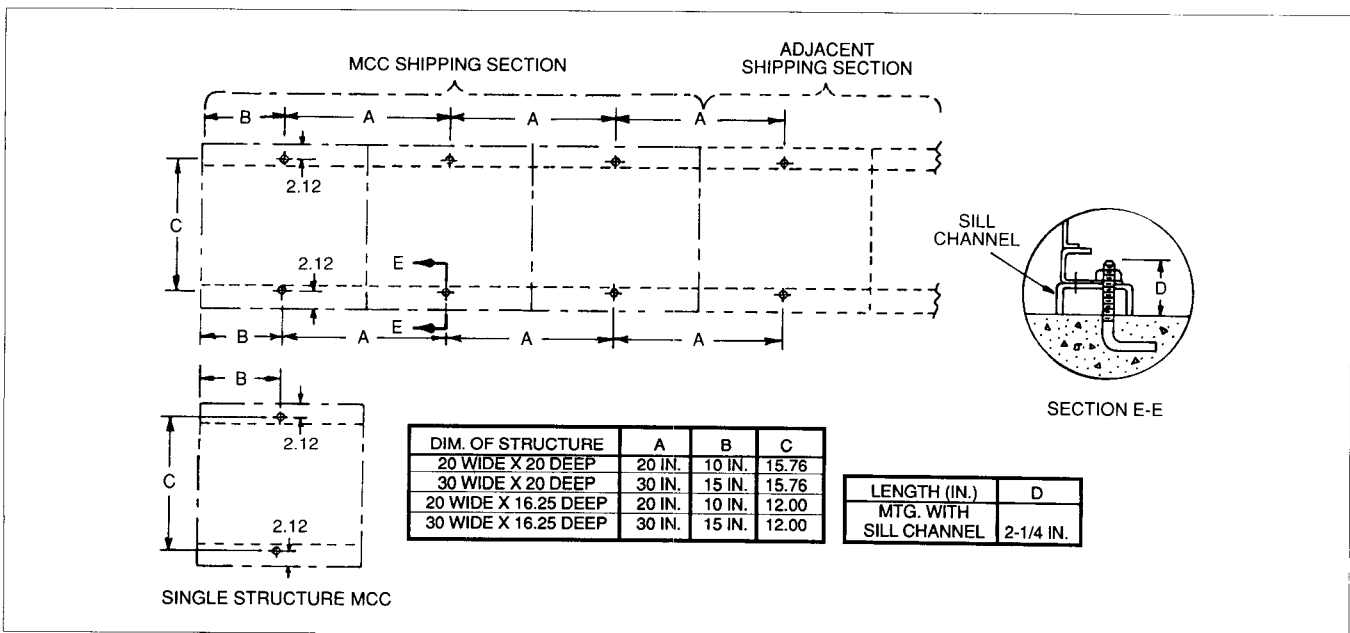 MCC SHIPPING SECTION
ADJACENT
SHIPPING SECTION
B
A
A
A
2.12
C
2.12
E
E
B
A
A
A
SILL
CHANNEL
D
SECTION E-E
B
2.12
C
2.12
SINGLE STRUCTURE MCC
DIM. OF STRUCTURE A B C
20 WIDE X 20 DEEP 20 IN. 10 IN. 15.76
30 WIDE X 20 DEEP 30 IN. 15 IN. 15.76
20 WIDE X 16.25 DEEP 20 IN. 10 IN. 12.00
30 WIDE X 16.25 DEEP 30 IN. 15 IN. 12.00
LENGTH (IN.) D
MTG. WITH
SILL CHANNEL 2-1/4 IN.